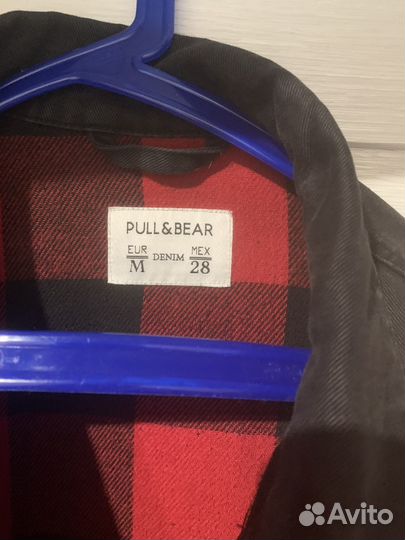 PULL&BEAR
EUR MEX
M DENIM 28
Avito